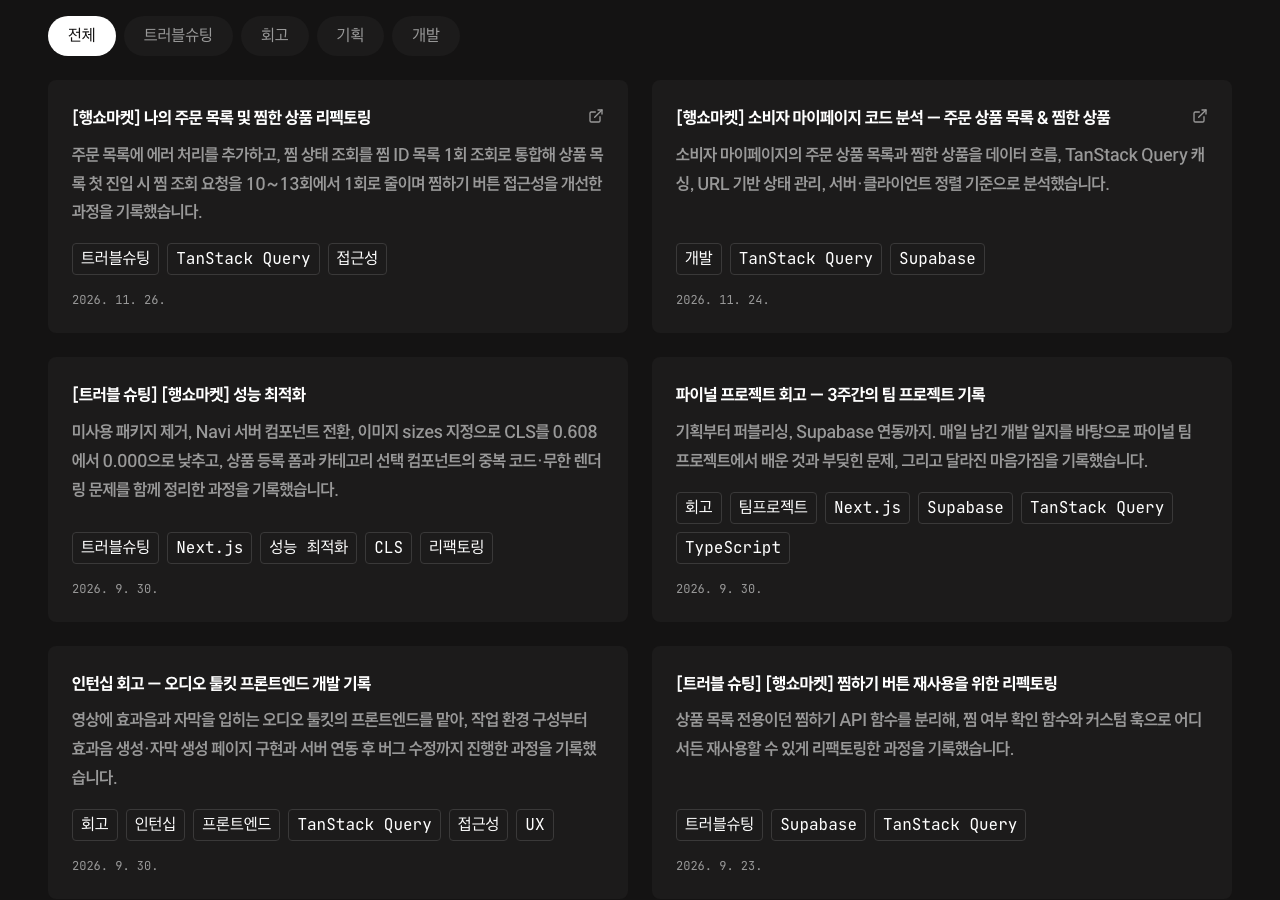 전체 트러블슈팅 회고 기획 개발
[행쇼마켓] 나의 주문 목록 및 찜한 상품 리펙토링
주문 목록에 에러 처리를 추가하고, 찜 상태 조회를 찜 ID 목록 1회 조회로 통합해 상품 목
록 첫 진입 시 찜 조회 요청을 10~13회에서 1회로 줄이며 찜하기 버튼 접근성을 개선한
과정을 기록했습니다.
트러블슈팅 TanStack Query 접근성
2026. 11. 26.
[행쇼마켓] 소비자 마이페이지 코드 분석 — 주문 상품 목록 & 찜한 상품
소비자 마이페이지의 주문 상품 목록과 찜한 상품을 데이터 흐름, TanStack Query 캐
싱, URL 기반 상태 관리, 서버·클라이언트 정렬 기준으로 분석했습니다.
개발 TanStack Query Supabase
2026. 11. 24.
[트러블 슈팅] [행쇼마켓] 성능 최적화
미사용 패키지 제거, Navi 서버 컴포넌트 전환, 이미지 sizes 지정으로 CLS를 0.608
에서 0.000으로 낮추고, 상품 등록 폼과 카테고리 선택 컴포넌트의 중복 코드·무한 렌더
링 문제를 함께 정리한 과정을 기록했습니다.
트러블슈팅 Next.js 성능 최적화 CLS 리팩토링
2026. 9. 30.
파이널 프로젝트 회고 — 3주간의 팀 프로젝트 기록
기획부터 퍼블리싱, Supabase 연동까지. 매일 남긴 개발 일지를 바탕으로 파이널 팀
프로젝트에서 배운 것과 부딪힌 문제, 그리고 달라진 마음가짐을 기록했습니다.
회고 팀프로젝트 Next.js Supabase TanStack Query
TypeScript
2026. 9. 30.
인턴십 회고 — 오디오 툴킷 프론트엔드 개발 기록
영상에 효과음과 자막을 입히는 오디오 툴킷의 프론트엔드를 맡아, 작업 환경 구성부터
효과음 생성·자막 생성 페이지 구현과 서버 연동 후 버그 수정까지 진행한 과정을 기록했
습니다.
회고 인턴십 프론트엔드 TanStack Query 접근성 UX
2026. 9. 30.
[트러블 슈팅] [행쇼마켓] 찜하기 버튼 재사용을 위한 리펙토링
상품 목록 전용이던 찜하기 API 함수를 분리해, 찜 여부 확인 함수와 커스텀 훅으로 어디
서든 재사용할 수 있게 리팩토링한 과정을 기록했습니다.
트러블슈팅 Supabase TanStack Query
2026. 9. 23.